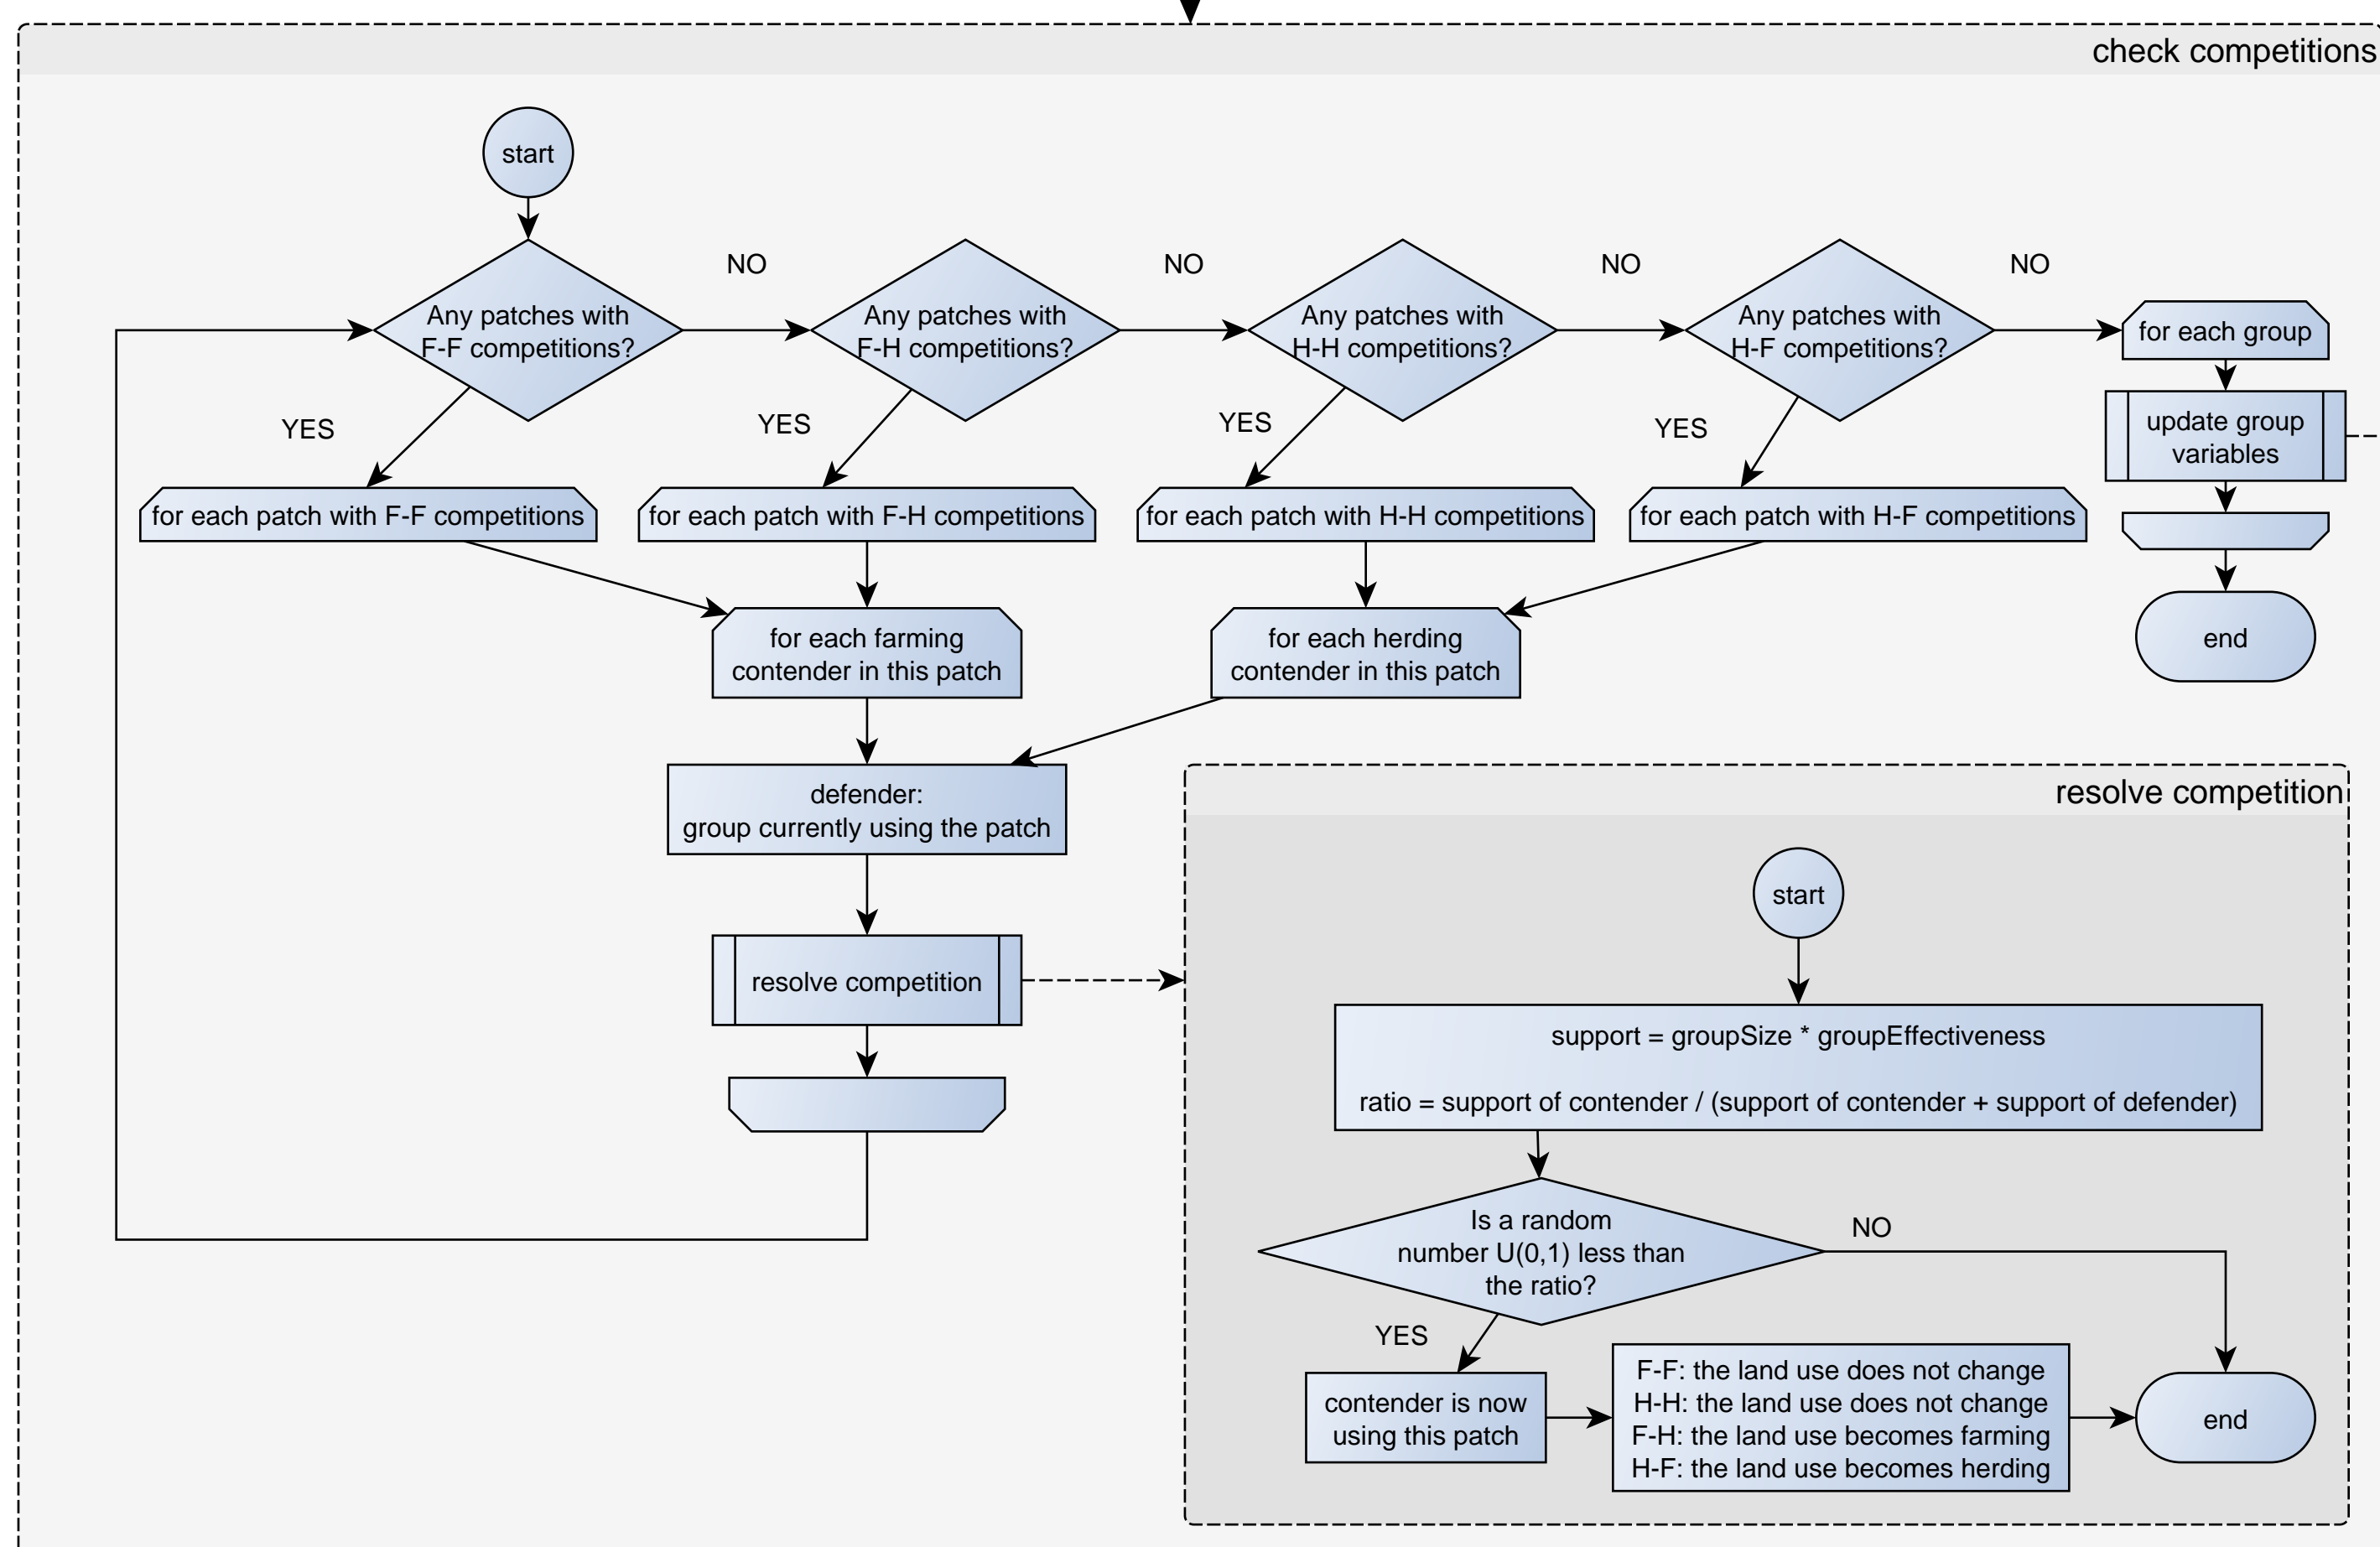 check competitions
start
NO
NO
NO
NO
Any patches with
F-F competitions?
Any patches with
F-H competitions?
Any patches with
H-H competitions?
Any patches with
H-F competitions?
for each group
YES
YES
YES
YES
update group
variables
for each patch with F-F competitions
for each patch with F-H competitions
for each patch with H-H competitions
for each patch with H-F competitions
for each farming
contender in this patch
for each herding
contender in this patch
end
defender:
group currently using the patch
resolve competition
resolve competition
start
support = groupSize * groupEffectiveness
ratio = support of contender / (support of contender + support of defender)
Is a random
number U(0,1) less than
the ratio?
NO
YES
contender is now
using this patch
F-F: the land use does not change
H-H: the land use does not change
F-H: the land use becomes farming
H-F: the land use becomes herding
end